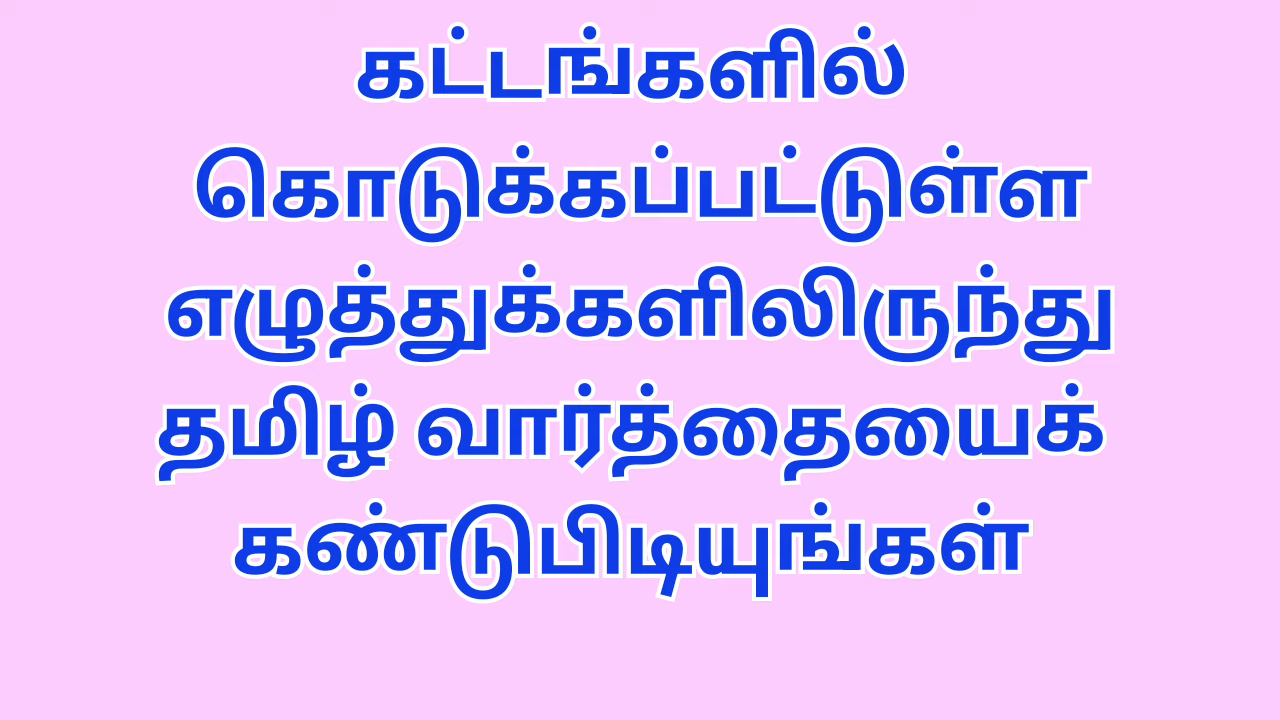 கட்டங்களில்
கொடுக்கப்பட்டுள்ள
எழுத்துக்களிலிருந்து
தமிழ் வார்த்தையைக்
கண்டுபிடியுங்கள்